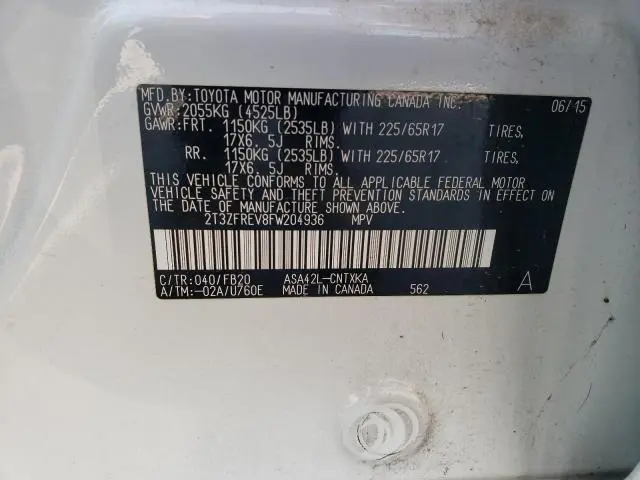 MFD.BY:TOYOTA MOTOR MANUFACTURING CANADA INC. 06/15
GVWR:2055KG (4525LB)
GAWR:FRT. 1150KG (2535LB) WITH 225/65R17 TIRES,
17X6. 5J RIMS.
RR. 1150KG (2535LB) WITH 225/65R17 TIRES,
17X6. 5J RIMS.
THIS VEHICLE CONFORMS TO ALL APPLICABLE FEDERAL MOTOR
VEHICLE SAFETY AND THEFT PREVENTION STANDARDS IN EFFECT ON
THE DATE OF MANUFACTURE SHOWN ABOVE.
2T3ZFREV8FW204936 MPV
C/TR:040/FB20 ASA42L-CNTXKA
A/TM:-02A/U760E MADE IN CANADA 562 A